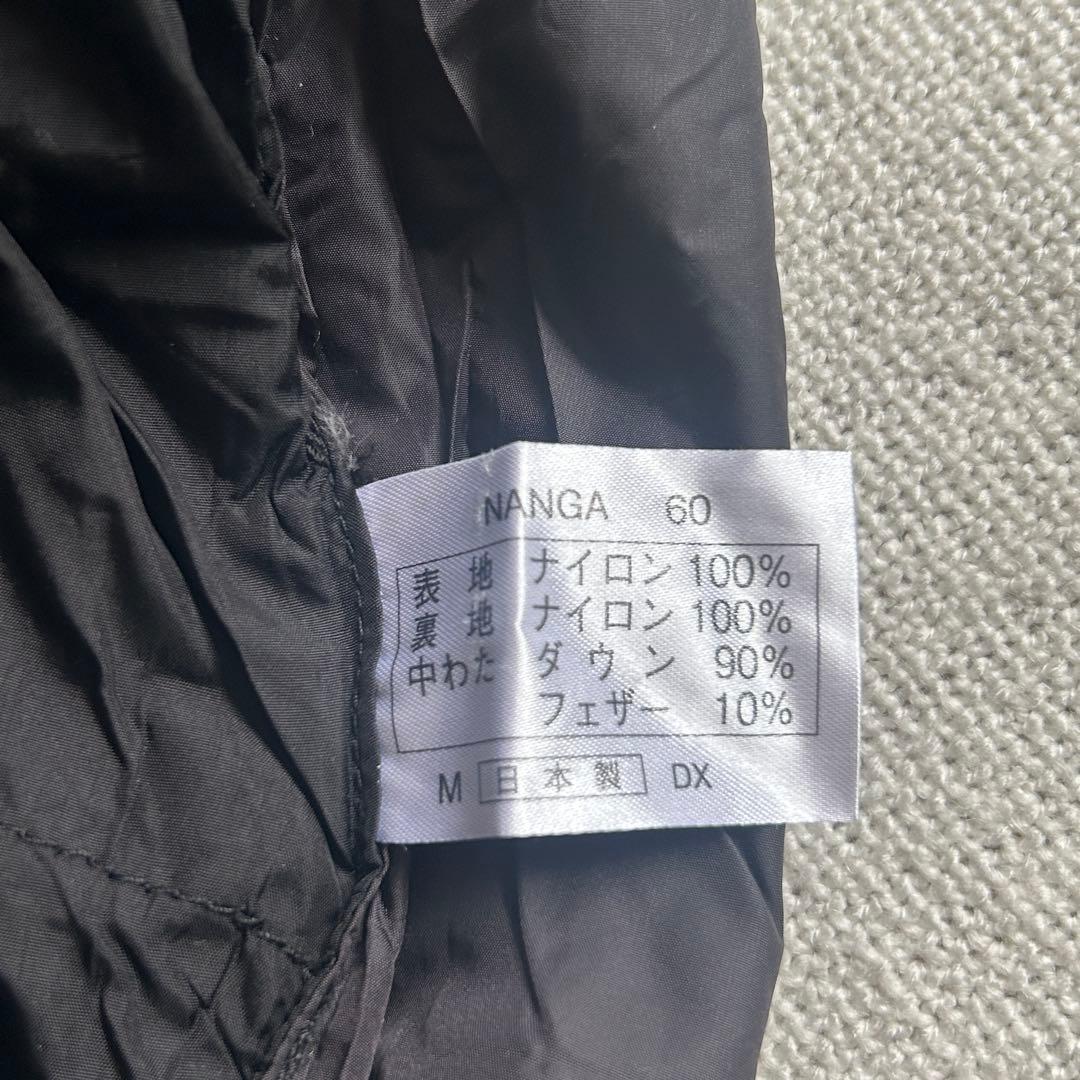 NANGA 60
表地 ナイロン 100%
裏地 ナイロン 100%
中わた ダウン 90%
フェザー 10%
M 日本製 DX